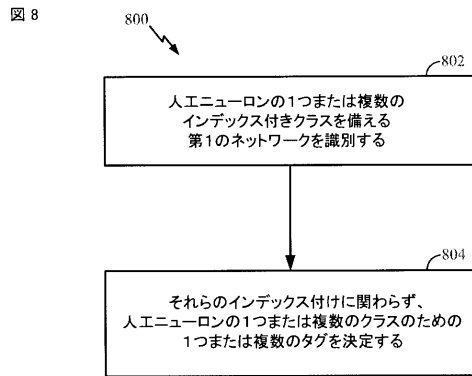 図 8
800
802
人工ニューロンの1つまたは複数の
インデックス付きクラスを備える
第1のネットワークを識別する
804
それらのインデックス付けに関わらず、
人工ニューロンの1つまたは複数のクラスのための
1つまたは複数のタグを決定する